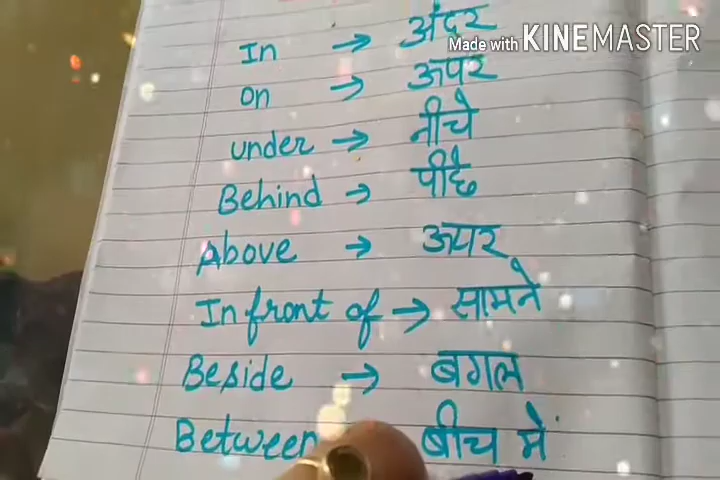 In → अंदर
Made with KINEMASTER
on → ऊपर
under → नीचे
Behind → पीछे
Above → ऊपर
In front of → सामने
Beside → बगल
Between बीच मे